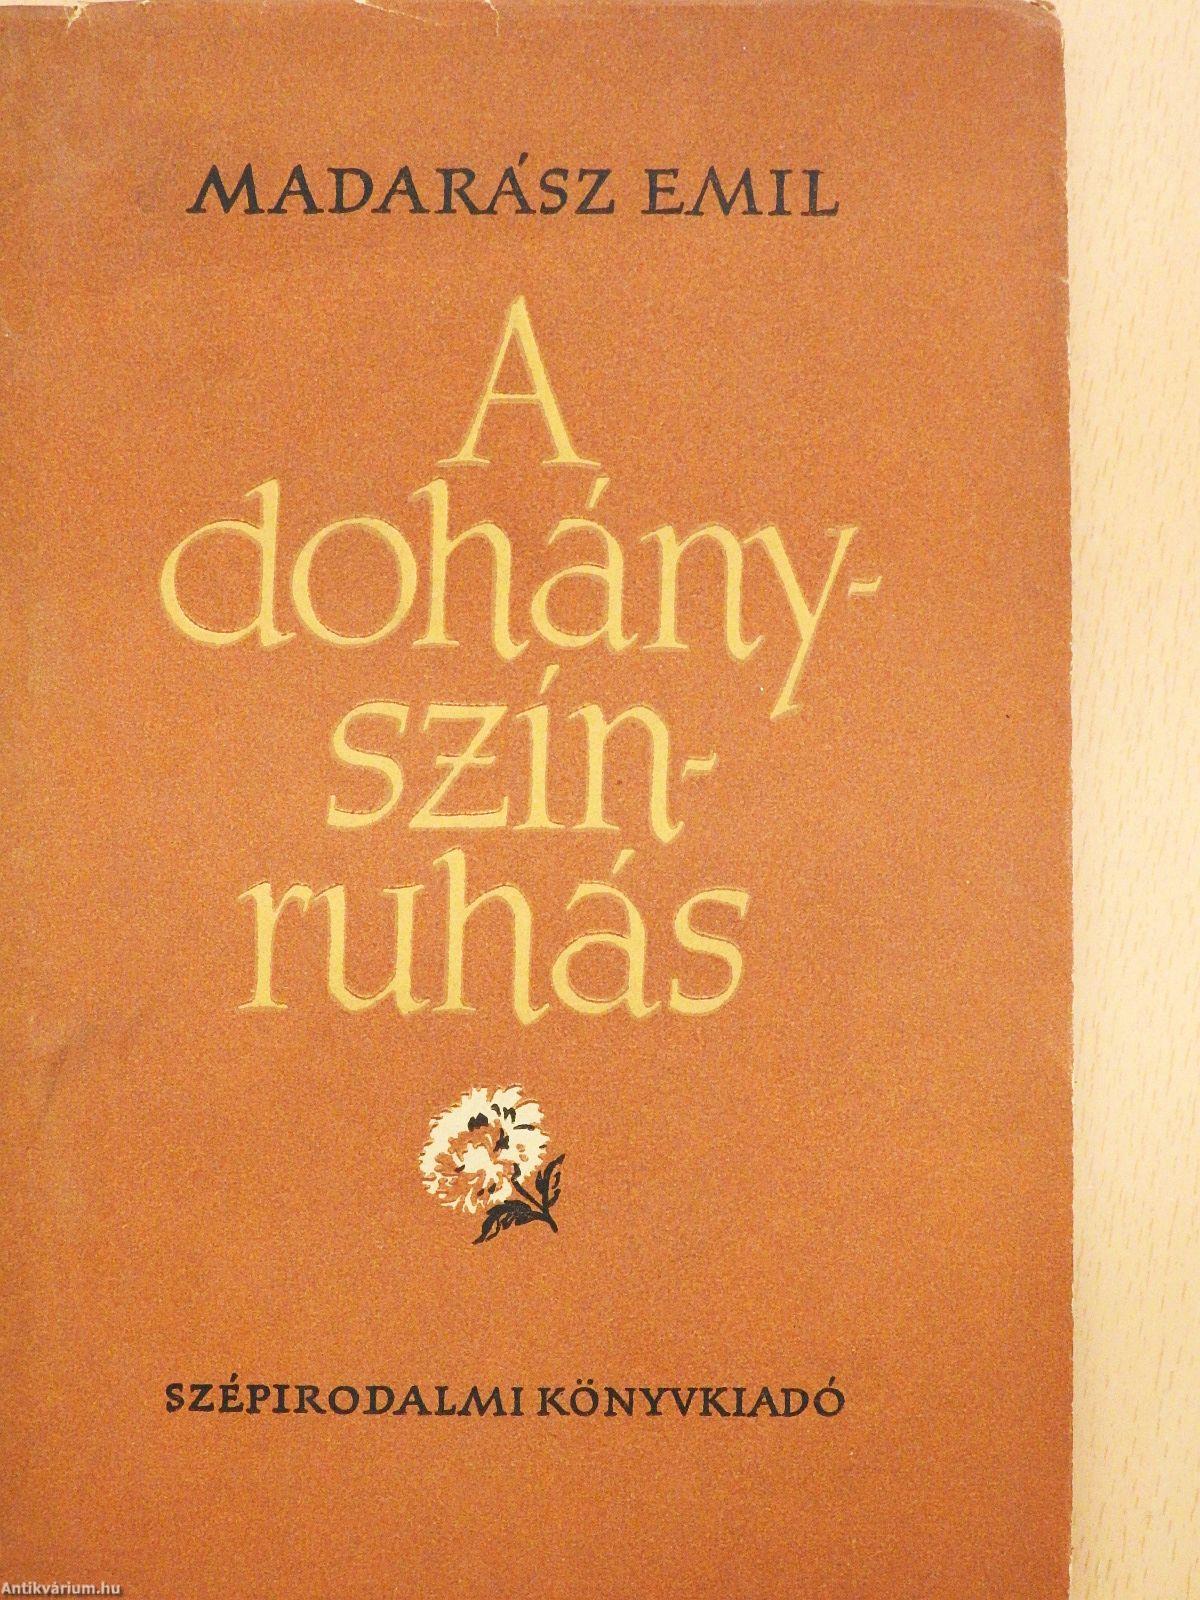 MADARÁSZ EMIL
A
dohány-
szín-
ruhás
SZÉPIRODALMI KÖNYVKIADÓ
Antikvárium.hu